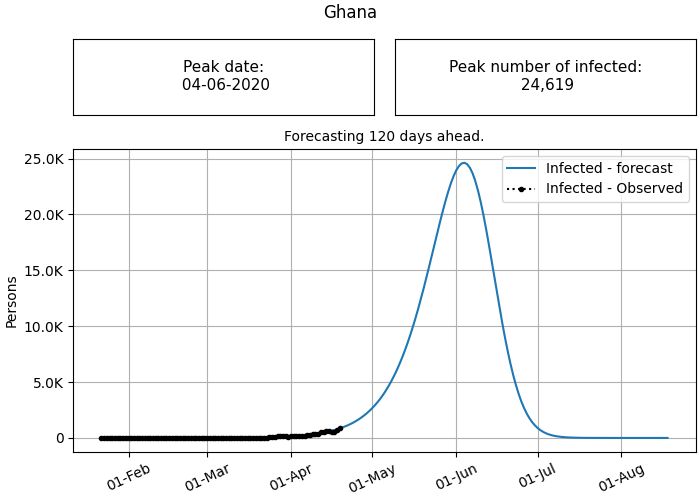 Ghana
Peak date:
04-06-2020
Peak number of infected:
24,619
Forecasting 120 days ahead.
Infected - forecast
Infected - Observed
Persons
25.0K
20.0K
15.0K
10.0K
5.0K
0
01-Feb
01-Mar
01-Apr
01-May
01-Jun
01-Jul
01-Aug